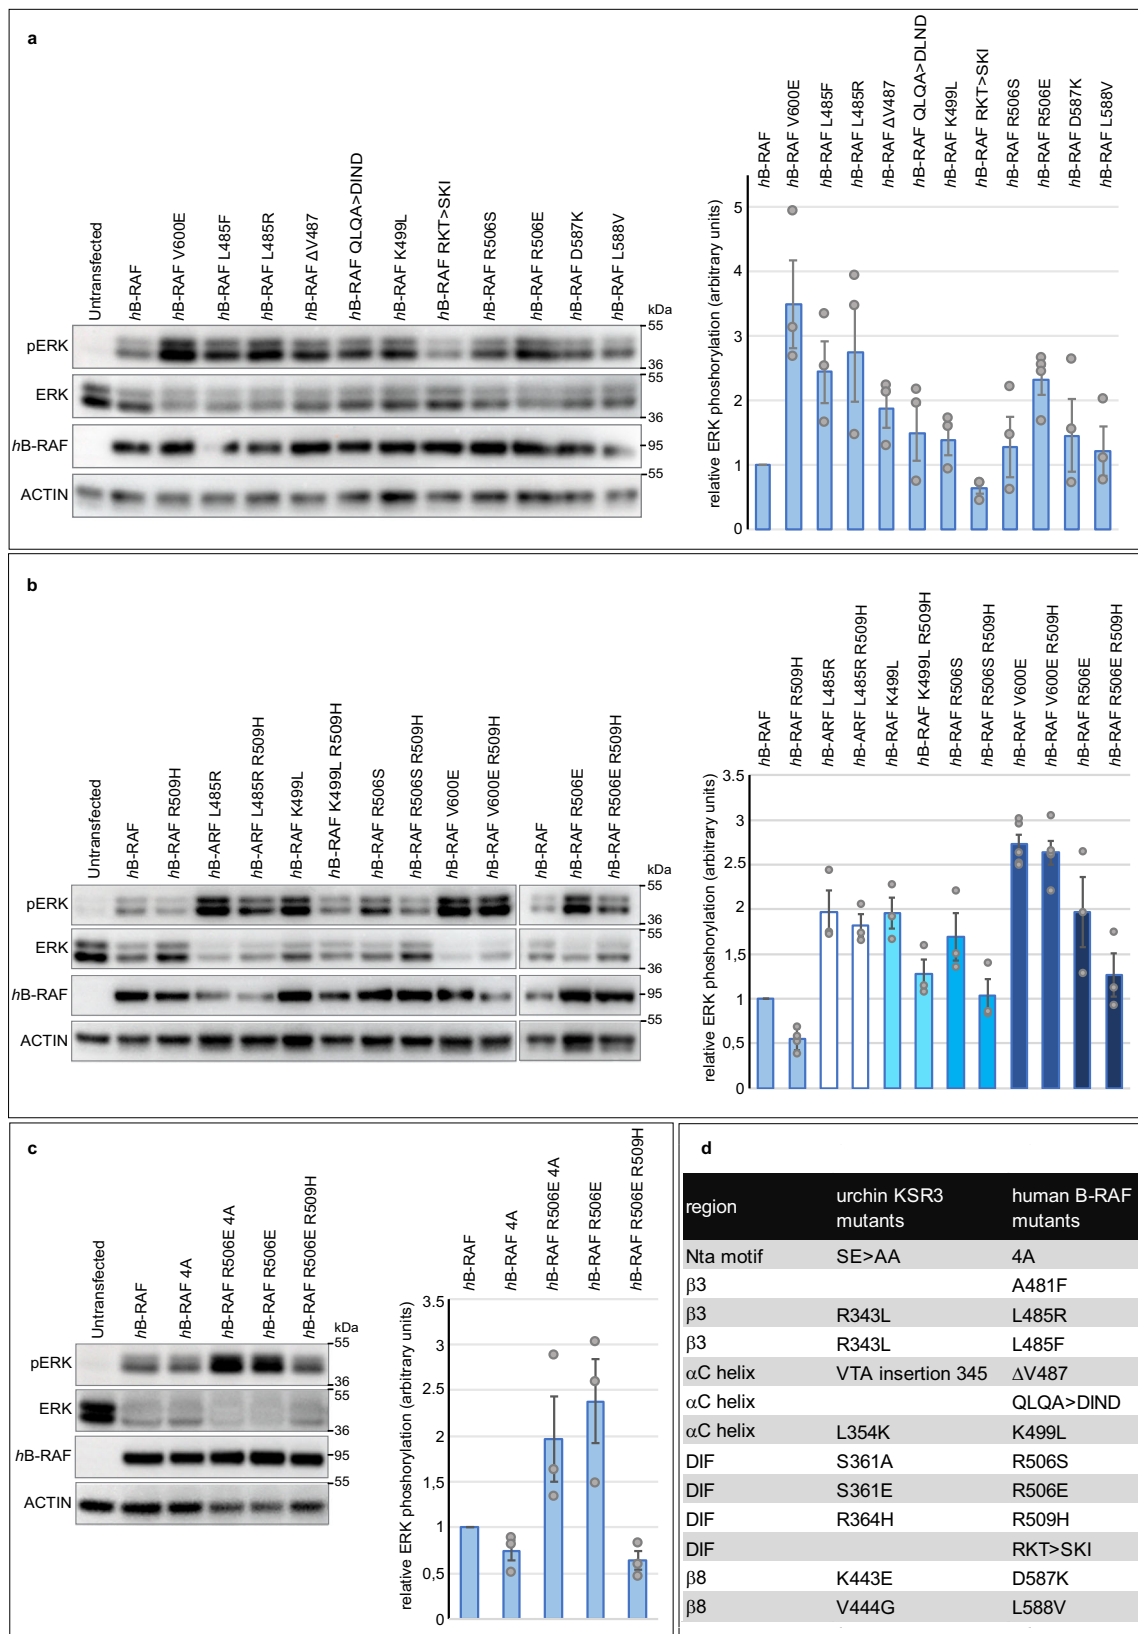 a
Untransfected
hB-RAF
hB-RAF V600E
hB-RAF L485F
hB-RAF L485R
hB-RAF ΔV487
hB-RAF QLQA>DIND
hB-RAF K499L
hB-RAF RKT>SKI
hB-RAF R506S
hB-RAF R506E
hB-RAF D587K
hB-RAF L588V
kDa
pERK
55
36
ERK
55
36
hB-RAF
95
55
ACTIN
hB-RAF
hB-RAF V600E
hB-RAF L485F
hB-RAF L485R
hB-RAF ΔV487
hB-RAF QLQA>DLND
hB-RAF K499L
hB-RAF RKT>SKI
hB-RAF R506S
hB-RAF R506E
hB-RAF D587K
hB-RAF L588V
relative ERK phoshorylation (arbitrary units)
5
4
3
2
1
0
b
Untransfected
hB-RAF
hB-RAF R509H
hB-ARF L485R
hB-ARF L485R R509H
hB-RAF K499L
hB-RAF K499L R509H
hB-RAF R506S
hB-RAF R506S R509H
hB-RAF V600E
hB-RAF V600E R509H
hB-RAF
hB-RAF R506E
hB-RAF R506E R509H
kDa
pERK
55
36
ERK
55
36
hB-RAF
95
55
ACTIN
hB-RAF
hB-RAF R509H
hB-ARF L485R
hB-ARF L485R R509H
hB-RAF K499L
hB-RAF K499L R509H
hB-RAF R506S
hB-RAF R506S R509H
hB-RAF V600E
hB-RAF V600E R509H
hB-RAF R506E
hB-RAF R506E R509H
relative ERK phoshorylation (arbitrary units)
3.5
3
2.5
2
1,5
1
0,5
0
c
Untransfected
hB-RAF
hB-RAF 4A
hB-RAF R506E 4A
hB-RAF R506E
hB-RAF R506E R509H
kDa
pERK
55
36
ERK
55
36
hB-RAF
95
55
ACTIN
hB-RAF
hB-RAF 4A
hB-RAF R506E 4A
hB-RAF R506E
hB-RAF R506E R509H
relative ERK phoshorylation (arbitrary units)
3.5
3
2.5
2
1,5
1
0,5
0
d
region urchin KSR3 mutants human B-RAF mutants
Nta motif SE>AA 4A
β3 A481F
β3 R343L L485R
β3 R343L L485F
αC helix VTA insertion 345 ΔV487
αC helix QLQA>DIND
αC helix L354K K499L
DIF S361A R506S
DIF S361E R506E
DIF R364H R509H
DIF RKT>SKI
β8 K443E D587K
β8 V444G L588V